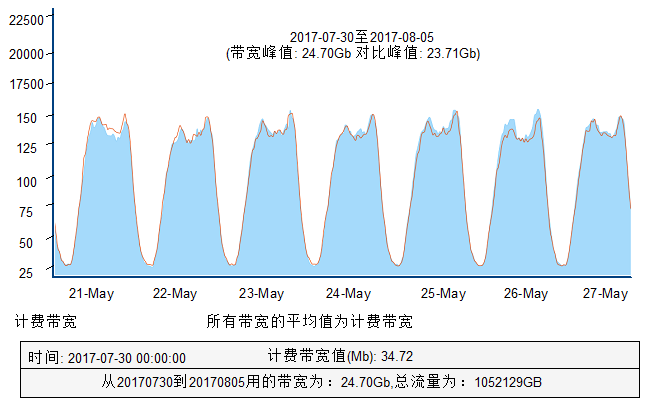 2017-07-30至2017-08-05
(带宽峰值: 24.70Gb 对比峰值: 23.71Gb)
22500
20000
17500
150
125
100
75
50
25
21-May 22-May 23-May 24-May 25-May 26-May 27-May
计费带宽 所有带宽的平均值为计费带宽
时间: 2017-07-30 00:00:00 计费带宽值(Mb): 34.72
从20170730到20170805用的带宽为：24.70Gb,总流量为：1052129GB